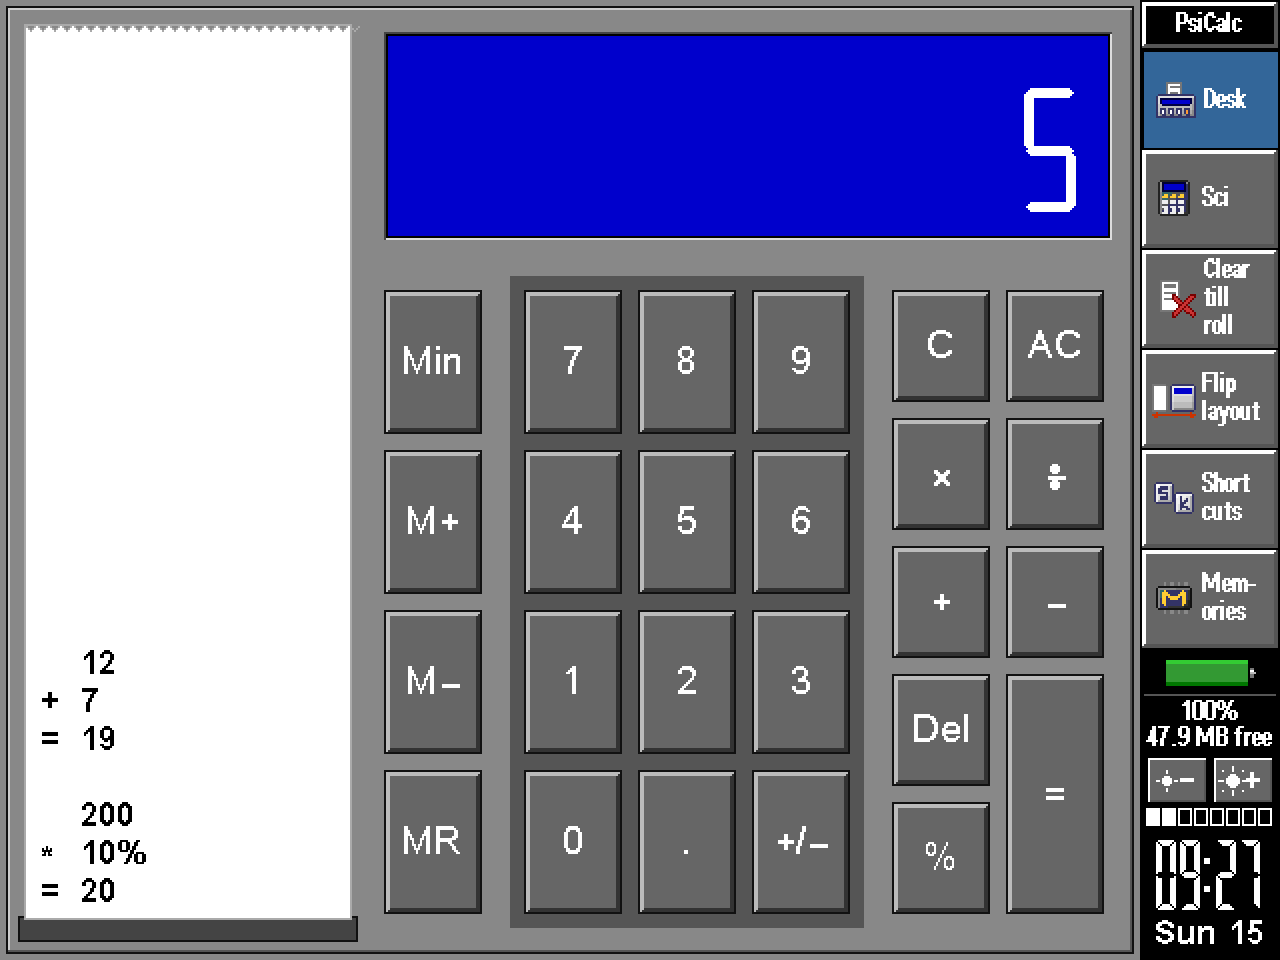 12
+ 7
= 19
200
* 10%
= 20
5
Min 7 8 9 C AC
M+ 4 5 6 × ÷
+ −
M− 1 2 3 Del =
MR 0 . +/− %
PsiCalc
Desk
Sci
Clear
till
roll
Flip
layout
Short
cuts
Mem-
ories
100%
47.9 MB free
09:27
Sun 15